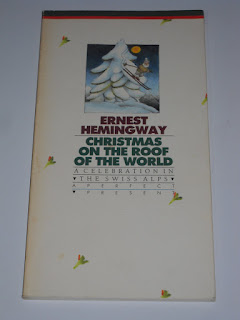 ERNEST
HEMINGWAY
CHRISTMAS
ON THE ROOF
OF THE WORLD
A CELEBRATION IN
THE SWISS ALPS
A PERFECT
PRESENT